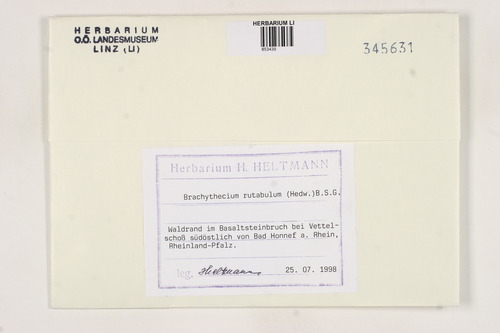 HERBARIUM
O.Ö. LANDESMUSEUM
LINZ (LI)
HERBARIUM LI
345631
Herbarium H. HELTMANN
Brachythecium rutabulum (Hedw.)B.S.G.
Waldrand im Basaltsteinbruch bei Vettel-
schoß südöstlich von Bad Honnef a. Rhein,
Rheinland-Pfalz.
leg. Heltmann 25. 07. 1998